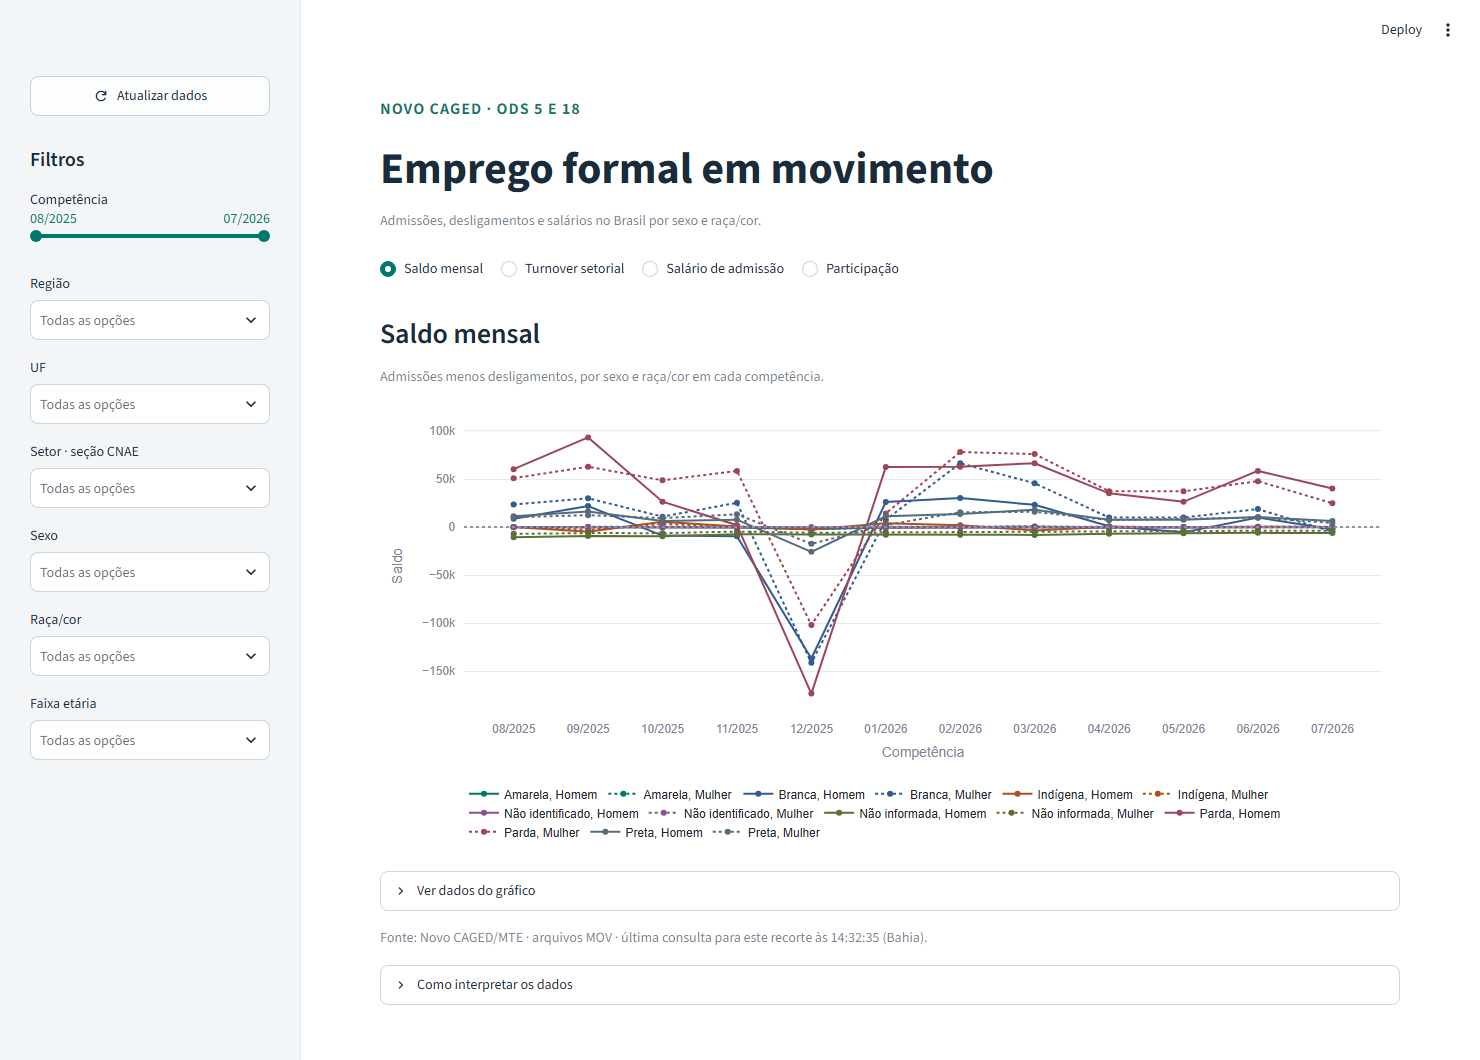 Deploy
Atualizar dados
Filtros
Competência
08/2025 07/2026
Região
Todas as opções
UF
Todas as opções
Setor · seção CNAE
Todas as opções
Sexo
Todas as opções
Raça/cor
Todas as opções
Faixa etária
Todas as opções
NOVO CAGED · ODS 5 E 18
Emprego formal em movimento
Admissões, desligamentos e salários no Brasil por sexo e raça/cor.
Saldo mensal Turnover setorial Salário de admissão Participação
Saldo mensal
Admissões menos desligamentos, por sexo e raça/cor em cada competência.
100k
50k
0
−50k
−100k
−150k
Saldo
08/2025 09/2025 10/2025 11/2025 12/2025 01/2026 02/2026 03/2026 04/2026 05/2026 06/2026 07/2026
Competência
Amarela, Homem Amarela, Mulher Branca, Homem Branca, Mulher Indígena, Homem Indígena, Mulher
Não identificado, Homem Não identificado, Mulher Não informada, Homem Não informada, Mulher Parda, Homem
Parda, Mulher Preta, Homem Preta, Mulher
Ver dados do gráfico
Fonte: Novo CAGED/MTE · arquivos MOV · última consulta para este recorte às 14:32:35 (Bahia).
Como interpretar os dados